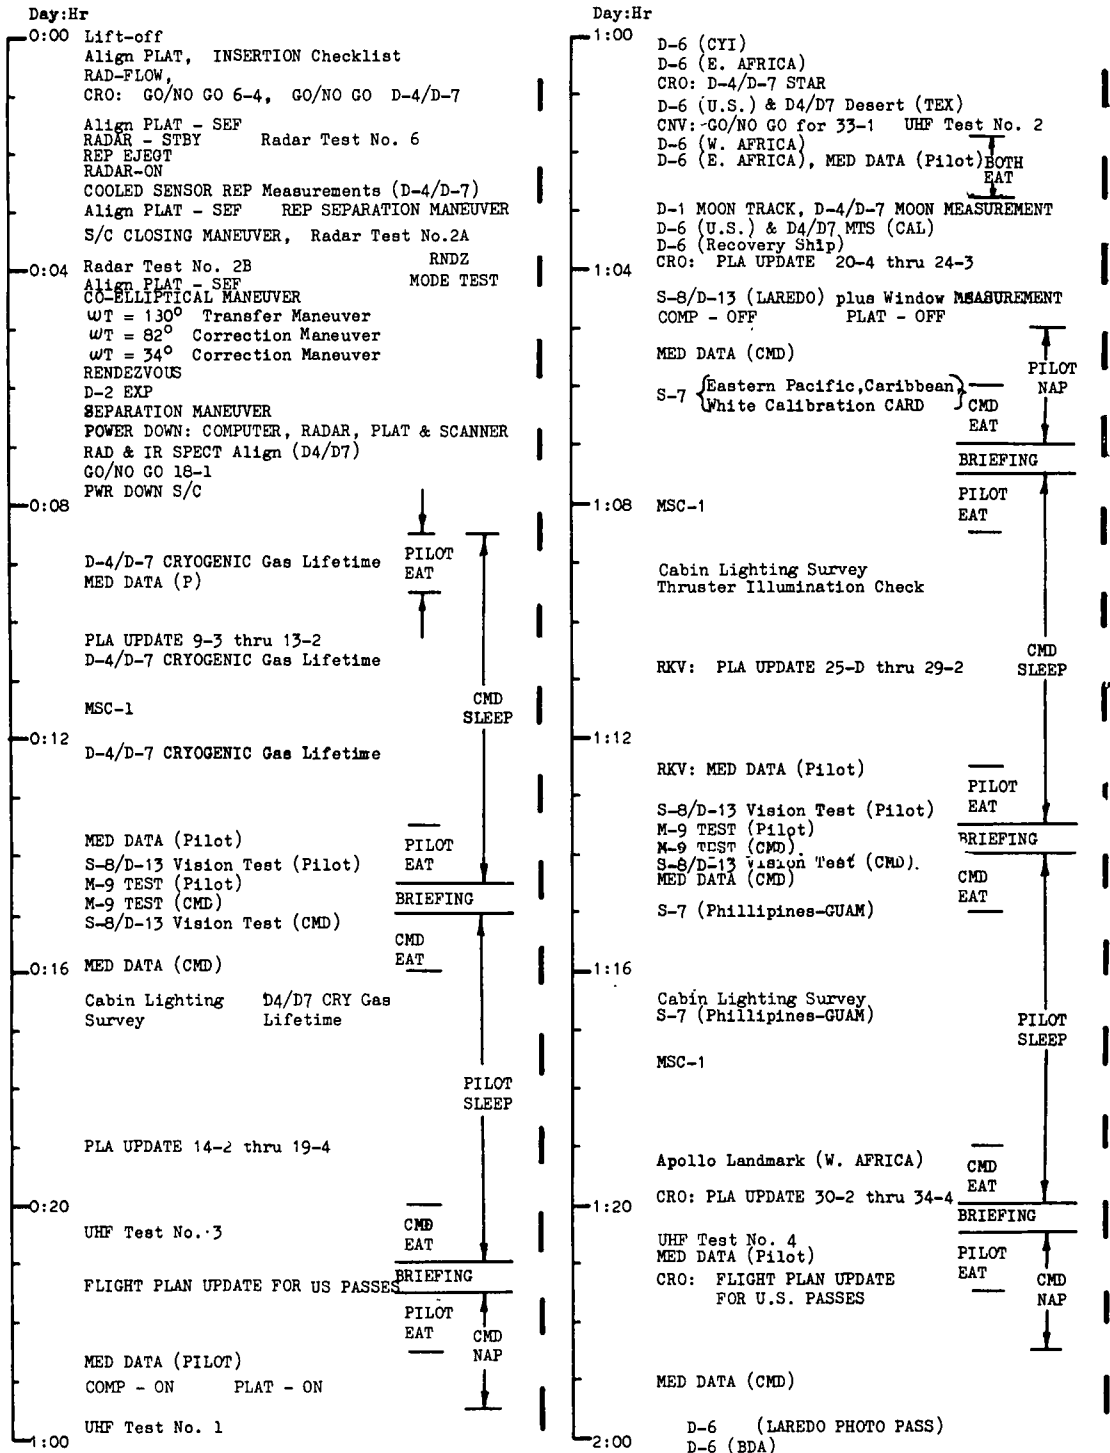 Day:Hr
0:00 Lift-off
Align PLAT, INSERTION Checklist
RAD-FLOW,
CRO: GO/NO GO 6-4, GO/NO GO D-4/D-7
Align PLAT - SEF
RADAR - STBY Radar Test No. 6
REP EJECT
RADAR-ON
COOLED SENSOR REP Measurements (D-4/D-7)
Align PLAT - SEF REP SEPARATION MANEUVER
S/C CLOSING MANEUVER, Radar Test No.2A
RNDZ
MODE TEST
0:04
Radar Test No. 2B
Align PLAT - SEF
CO-ELLIPTICAL MANEUVER
ωT = 130° Transfer Maneuver
ωT = 82° Correction Maneuver
ωT = 34° Correction Maneuver
RENDEZVOUS
D-2 EXP
SEPARATION MANEUVER
POWER DOWN: COMPUTER, RADAR, PLAT & SCANNER
RAD & IR SPECT Align (D4/D7)
GO/NO GO 18-1
PWR DOWN S/C
0:08
PILOT
EAT
D-4/D-7 CRYOGENIC Gas Lifetime
MED DATA (P)
PLA UPDATE 9-3 thru 13-2
D-4/D-7 CRYOGENIC Gas Lifetime
CMD
SLEEP
MSC-1
0:12
D-4/D-7 CRYOGENIC Gas Lifetime
MED DATA (Pilot)
PILOT
EAT
S-8/D-13 Vision Test (Pilot)
M-9 TEST (Pilot)
M-9 TEST (CMD)
BRIEFING
S-8/D-13 Vision Test (CMD)
CMD
EAT
0:16
MED DATA (CMD)
Cabin Lighting D4/D7 CRY Gas
Survey Lifetime
PILOT
SLEEP
PLA UPDATE 14-2 thru 19-4
0:20
UHF Test No. 3
CMD
EAT
BRIEFING
FLIGHT PLAN UPDATE FOR US PASSES
PILOT
EAT
CMD
NAP
MED DATA (PILOT)
COMP - ON PLAT - ON
UHF Test No. 1
1:00
Day:Hr
1:00
D-6 (CYI)
D-6 (E. AFRICA)
CRO: D-4/D-7 STAR
D-6 (U.S.) & D4/D7 Desert (TEX)
CNV: GO/NO GO for 33-1 UHF Test No. 2
D-6 (W. AFRICA)
D-6 (E. AFRICA), MED DATA (Pilot)
BOTH
EAT
D-1 MOON TRACK, D-4/D-7 MOON MEASUREMENT
D-6 (U.S.) & D4/D7 MTS (CAL)
D-6 (Recovery Ship)
1:04
CRO: PLA UPDATE 20-4 thru 24-3
S-8/D-13 (LAREDO) plus Window MEASUREMENT
COMP - OFF PLAT - OFF
MED DATA (CMD)
PILOT
NAP
S-7 {Eastern Pacific, Caribbean,
White Calibration CARD}
CMD
EAT
BRIEFING
1:08
MSC-1
PILOT
EAT
Cabin Lighting Survey
Thruster Illumination Check
CMD
SLEEP
RKV: PLA UPDATE 25-D thru 29-2
1:12
RKV: MED DATA (Pilot)
PILOT
EAT
S-8/D-13 Vision Test (Pilot)
M-9 TEST (Pilot)
M-9 TEST (CMD)
BRIEFING
S-8/D-13 Vision Test (CMD).
MED DATA (CMD)
CMD
EAT
S-7 (Phillipines-GUAM)
1:16
Cabin Lighting Survey
S-7 (Phillipines-GUAM)
PILOT
SLEEP
MSC-1
Apollo Landmark (W. AFRICA)
CMD
EAT
CRO: PLA UPDATE 30-2 thru 34-4
1:20
BRIEFING
UHF Test No. 4
MED DATA (Pilot)
PILOT
EAT
CRO: FLIGHT PLAN UPDATE
FOR U.S. PASSES
CMD
NAP
MED DATA (CMD)
D-6 (LAREDO PHOTO PASS)
2:00
D-6 (BDA)